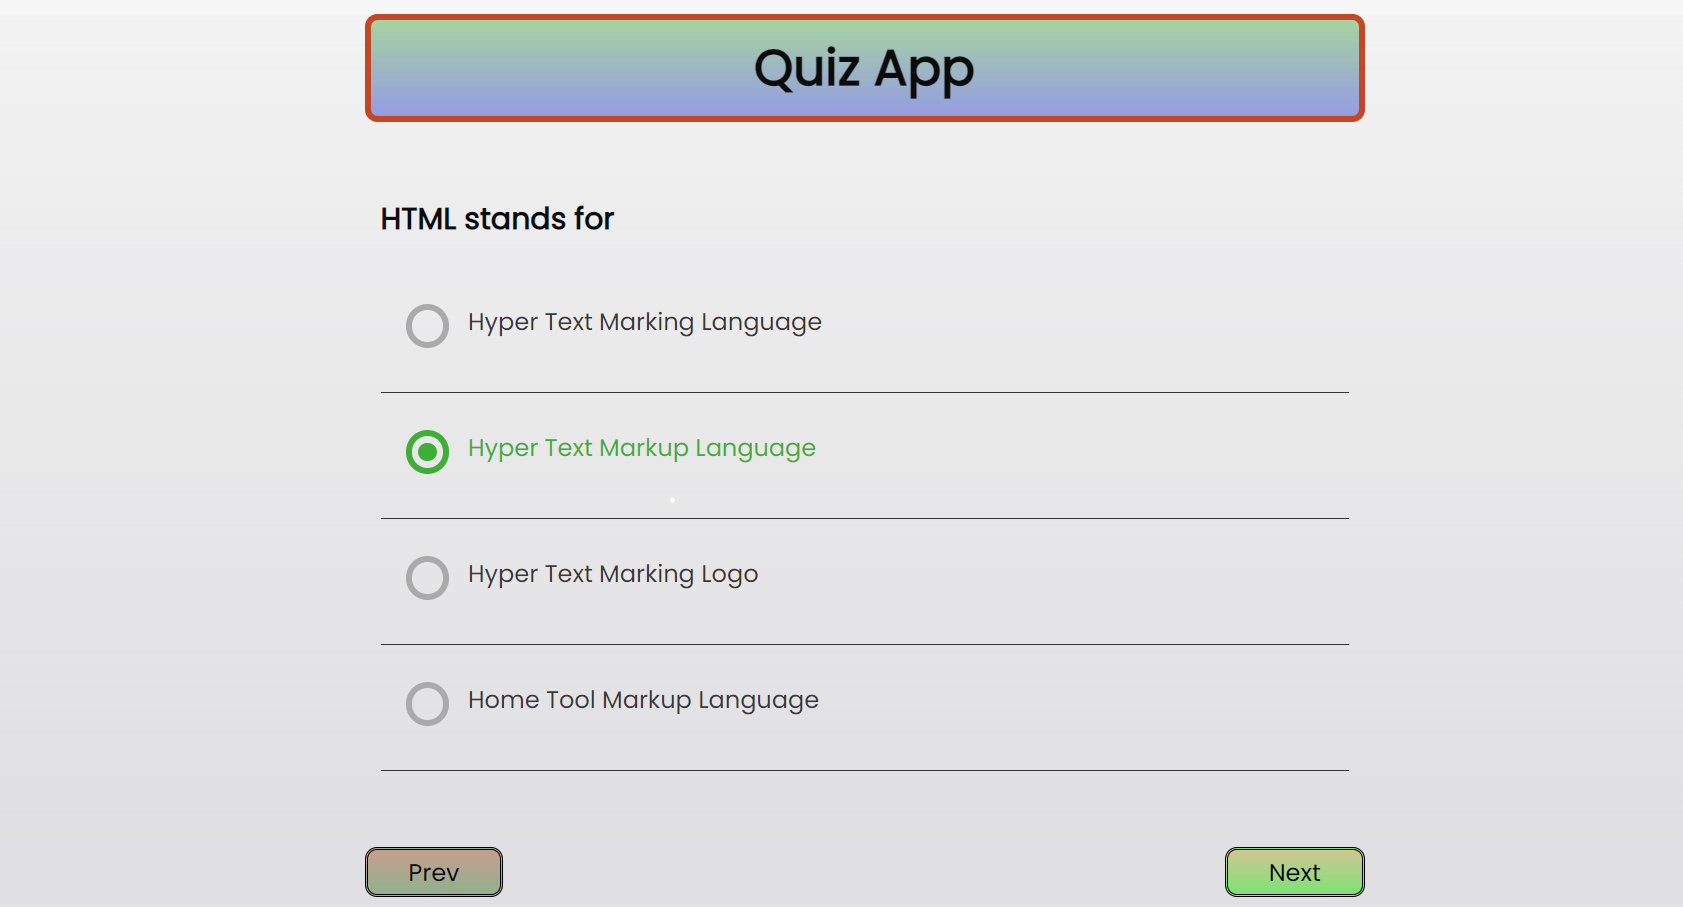 Quiz App
HTML stands for
Hyper Text Marking Language
Hyper Text Markup Language
Hyper Text Marking Logo
Home Tool Markup Language
Prev
Next